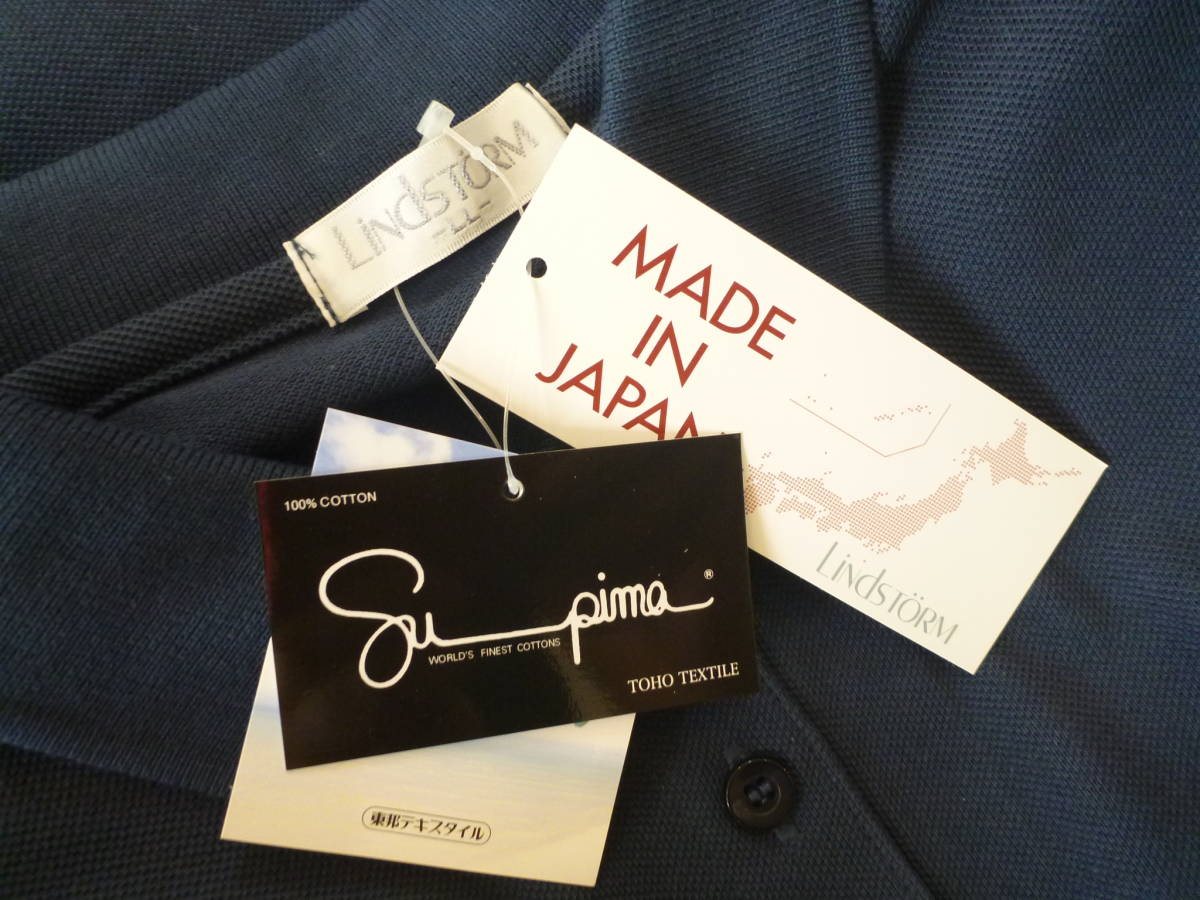 LindSTÖRM
-LL-
MADE
IN
JAPAN
LindSTÖRM
100% COTTON
Supima®
WORLD'S FINEST COTTONS
TOHO TEXTILE
東邦テキスタイル